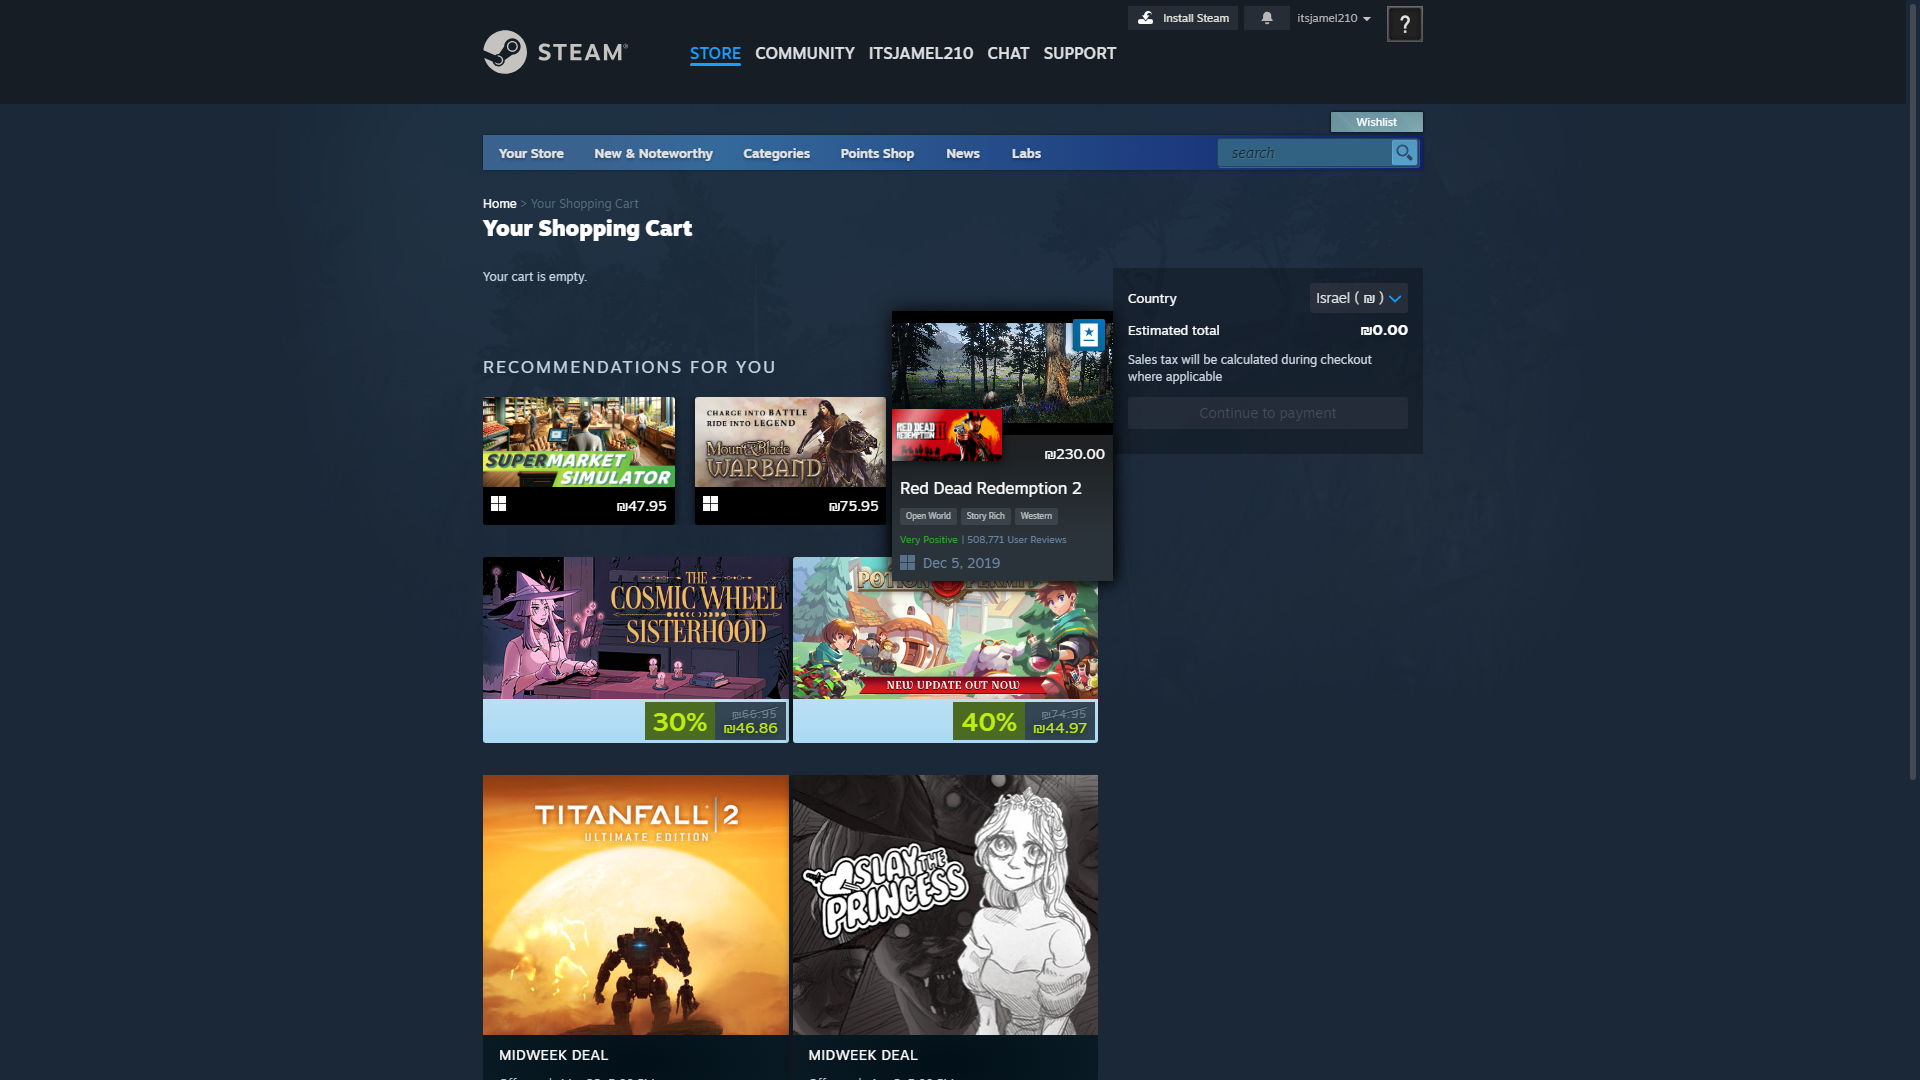 Install Steam
itsjamel210
?
STEAM
STORE COMMUNITY ITSJAMEL210 CHAT SUPPORT
Wishlist
Your Store New & Noteworthy Categories Points Shop News Labs
search
Home > Your Shopping Cart
Your Shopping Cart
Your cart is empty.
Country
Israel ( ₪ )
Estimated total
₪0.00
Sales tax will be calculated during checkout
where applicable
Continue to payment
RECOMMENDATIONS FOR YOU
SUPERMARKET
SIMULATOR
₪47.95
CHARGE INTO BATTLE
RIDE INTO LEGEND
Mount&Blade
WARBAND
₪75.95
RED DEAD
REDEMPTION II
₪230.00
Red Dead Redemption 2
Open World Story Rich Western
Very Positive | 508,771 User Reviews
Dec 5, 2019
THE
COSMIC WHEEL
SISTERHOOD
30%
₪66.95
₪46.86
NEW UPDATE OUT NOW
40%
₪74.95
₪44.97
TITANFALL 2
ULTIMATE EDITION
SLAY THE
PRINCESS
MIDWEEK DEAL
MIDWEEK DEAL